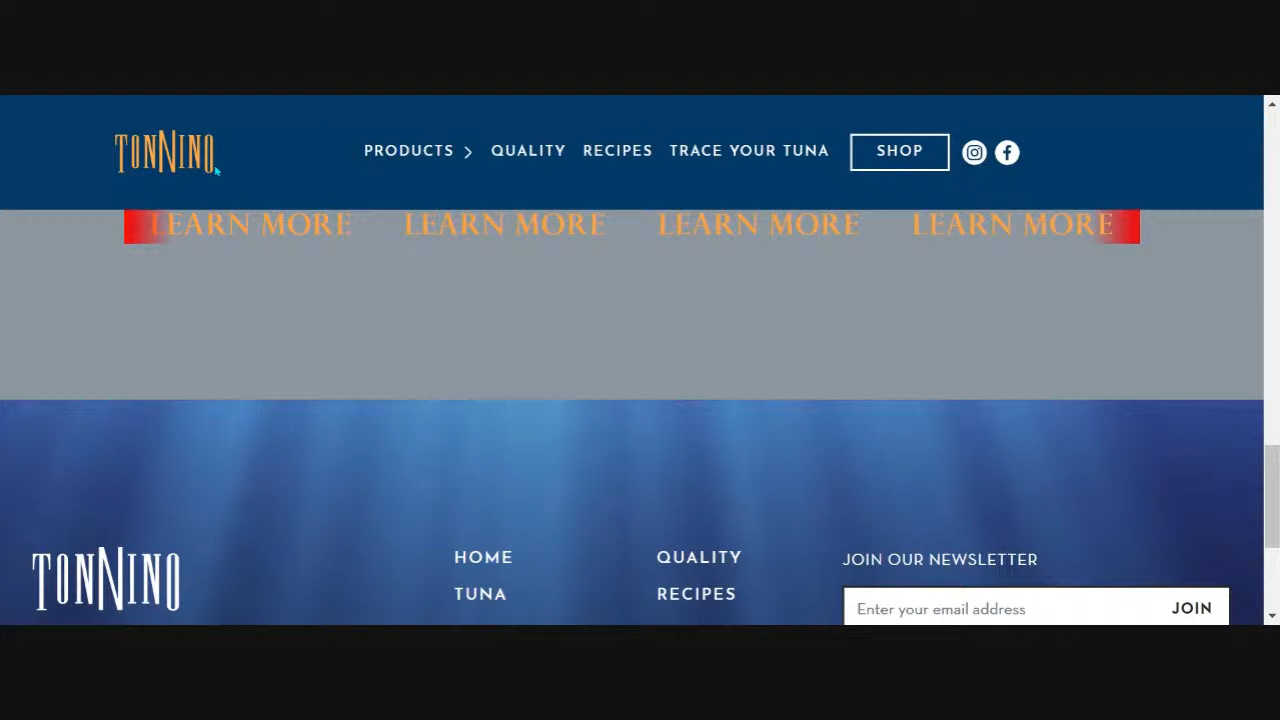 TONNINO PRODUCTS QUALITY RECIPES TRACE YOUR TUNA SHOP
LEARN MORE LEARN MORE LEARN MORE LEARN MORE
TONNINO
HOME
TUNA
QUALITY
RECIPES
JOIN OUR NEWSLETTER
Enter your email address JOIN